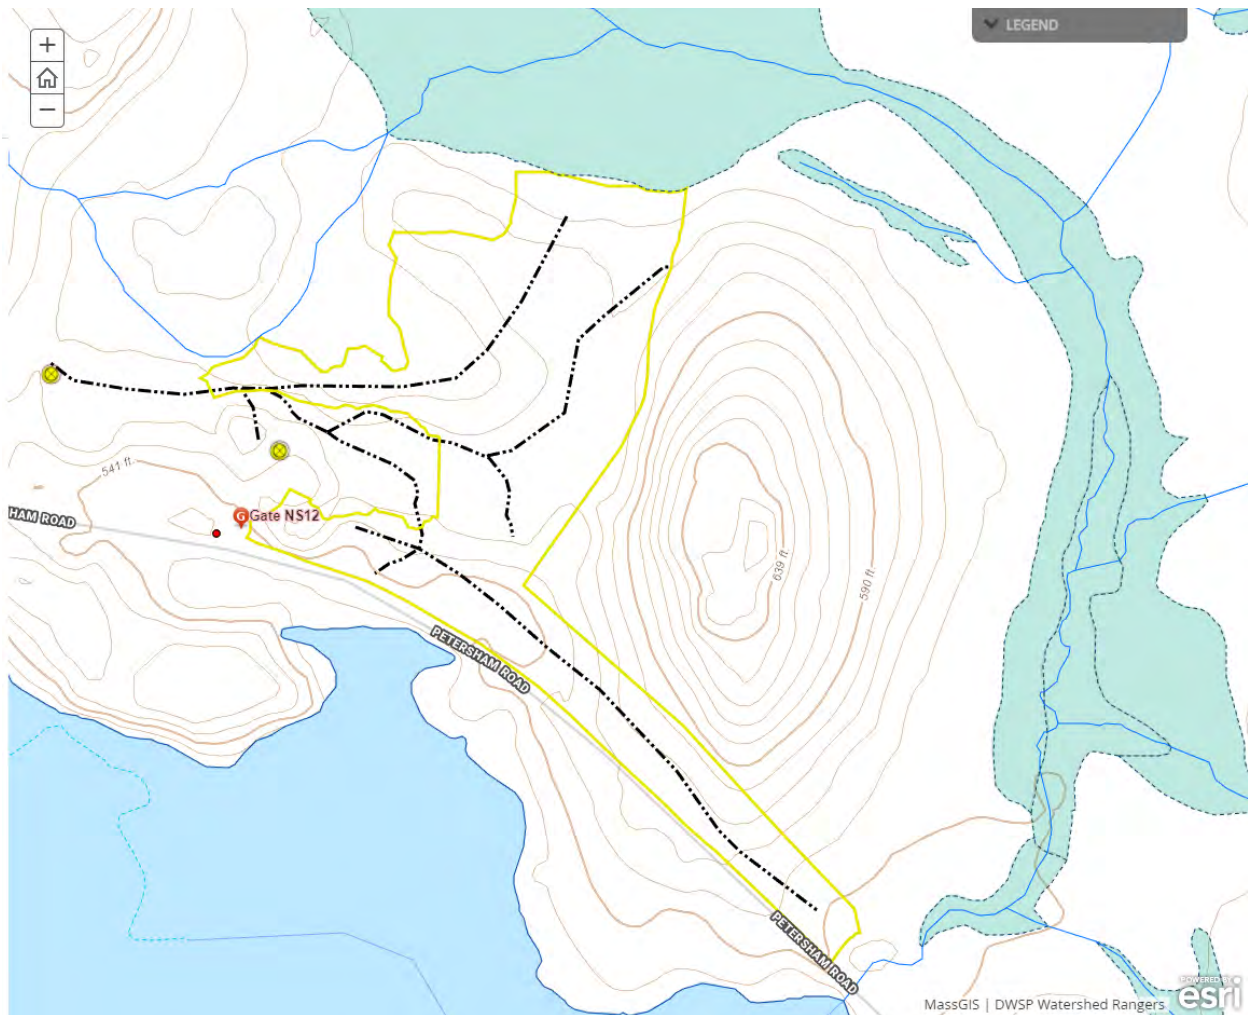 +
LEGEND
−
541 ft.
HAM ROAD
G
Gate NS12
639 ft.
590 ft.
PETERSHAM ROAD
PETERSHAM ROAD
MassGIS | DWSP Watershed Rangers
POWERED BY
esri